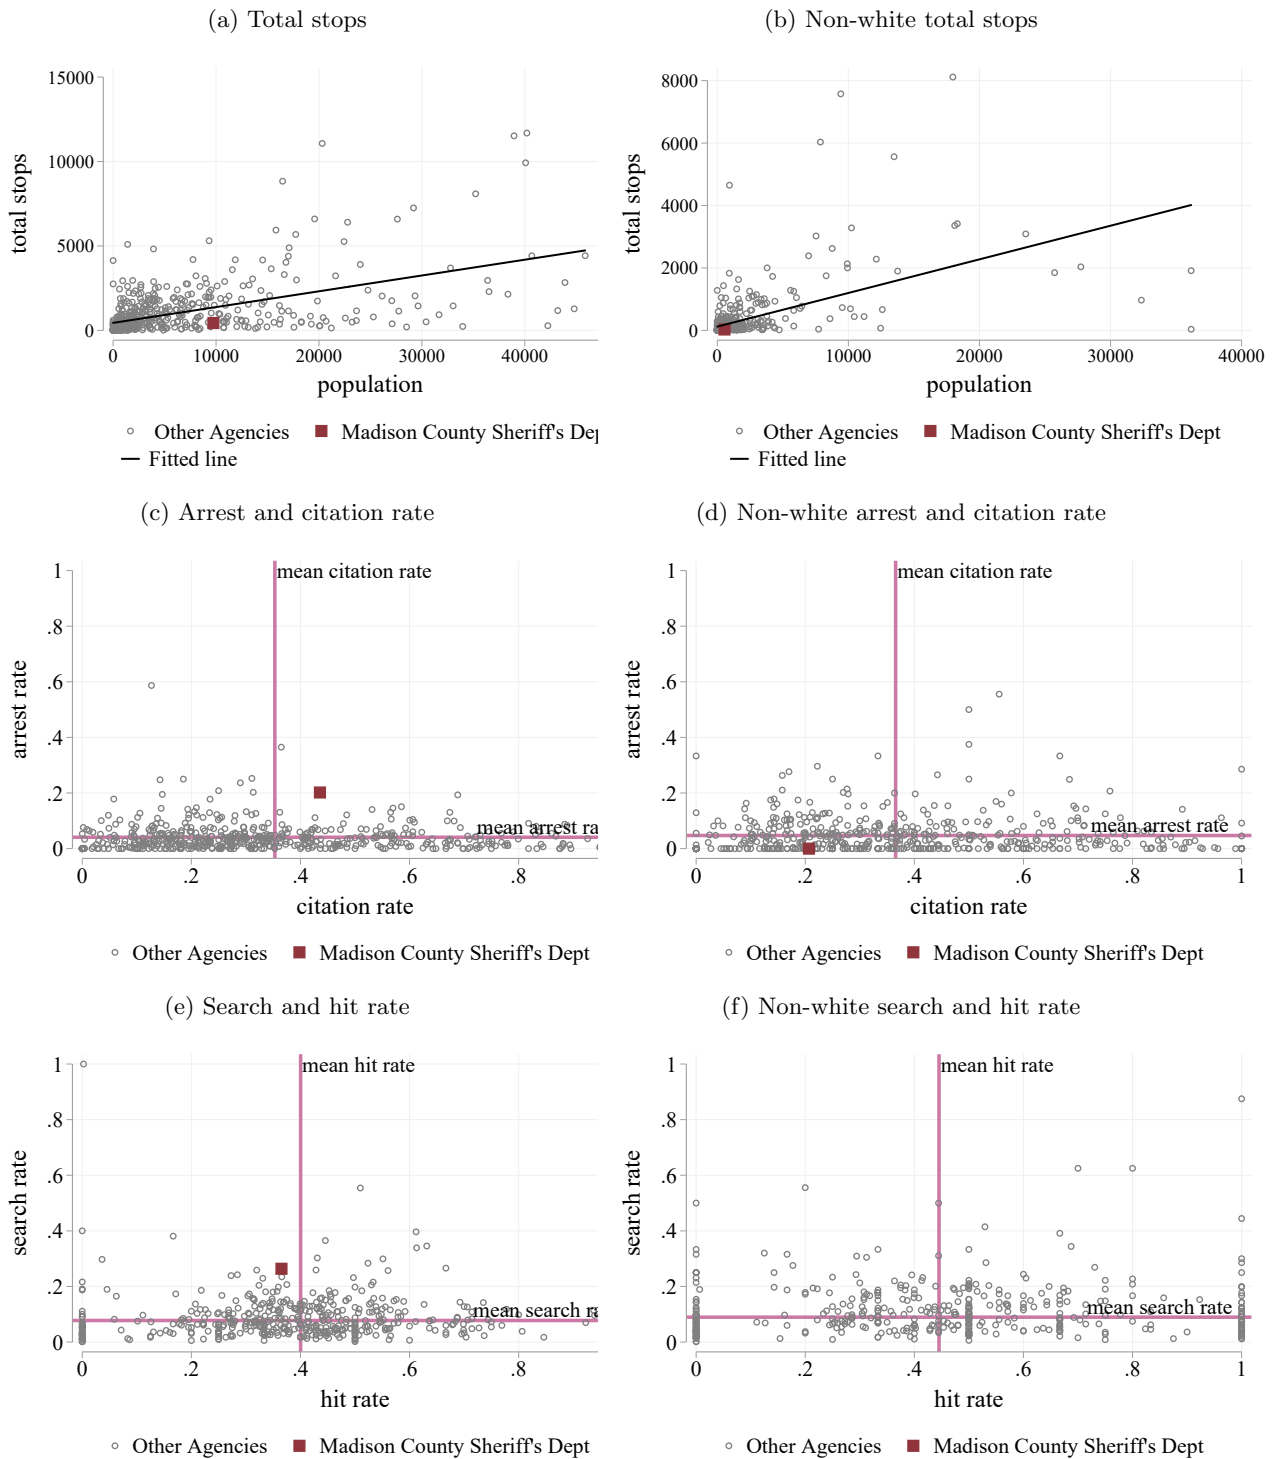 (a) Total stops
(b) Non-white total stops
total stops
15000
10000
5000
0
0 10000 20000 30000 40000
population
Other Agencies Madison County Sheriff's Dep
Fitted line
total stops
8000
6000
4000
2000
0
0 10000 20000 30000 40000
population
Other Agencies Madison County Sheriff's Dept
Fitted line
(c) Arrest and citation rate
(d) Non-white arrest and citation rate
arrest rate
1
.8
.6
.4
.2
0
mean citation rate
mean arrest ra
0 .2 .4 .6 .8
citation rate
Other Agencies Madison County Sheriff's Dept
arrest rate
1
.8
.6
.4
.2
0
mean citation rate
mean arrest rate
0 .2 .4 .6 .8 1
citation rate
Other Agencies Madison County Sheriff's Dept
(e) Search and hit rate
(f) Non-white search and hit rate
search rate
1
.8
.6
.4
.2
0
mean hit rate
mean search ra
0 .2 .4 .6 .8
hit rate
Other Agencies Madison County Sheriff's Dept
search rate
1
.8
.6
.4
.2
0
mean hit rate
mean search rate
0 .2 .4 .6 .8 1
hit rate
Other Agencies Madison County Sheriff's Dept